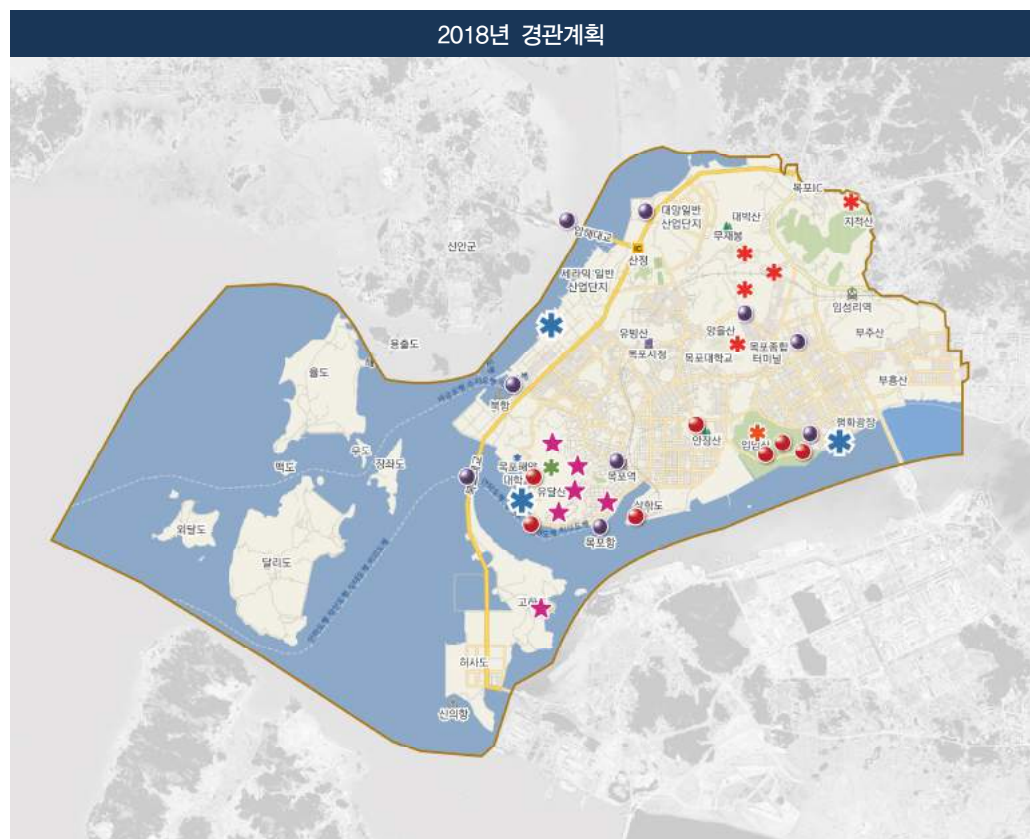 2018년 경관계획
목포IC
지적산
대양일반
산업단지
대박산
무재봉
압해대교
신안군
IC
산정
세라믹 일반
산업단지
임성리역
유방산
양을산
부주산
목포시청
목포대학교
목포종합
터미널
용출도
율도
부흥산
북항
평화광장
안장산
우도
장좌도
맥도
목포해양
대학교
목포역
유달산
외달도
삼학도
목포항
달리도
허사도
신의항